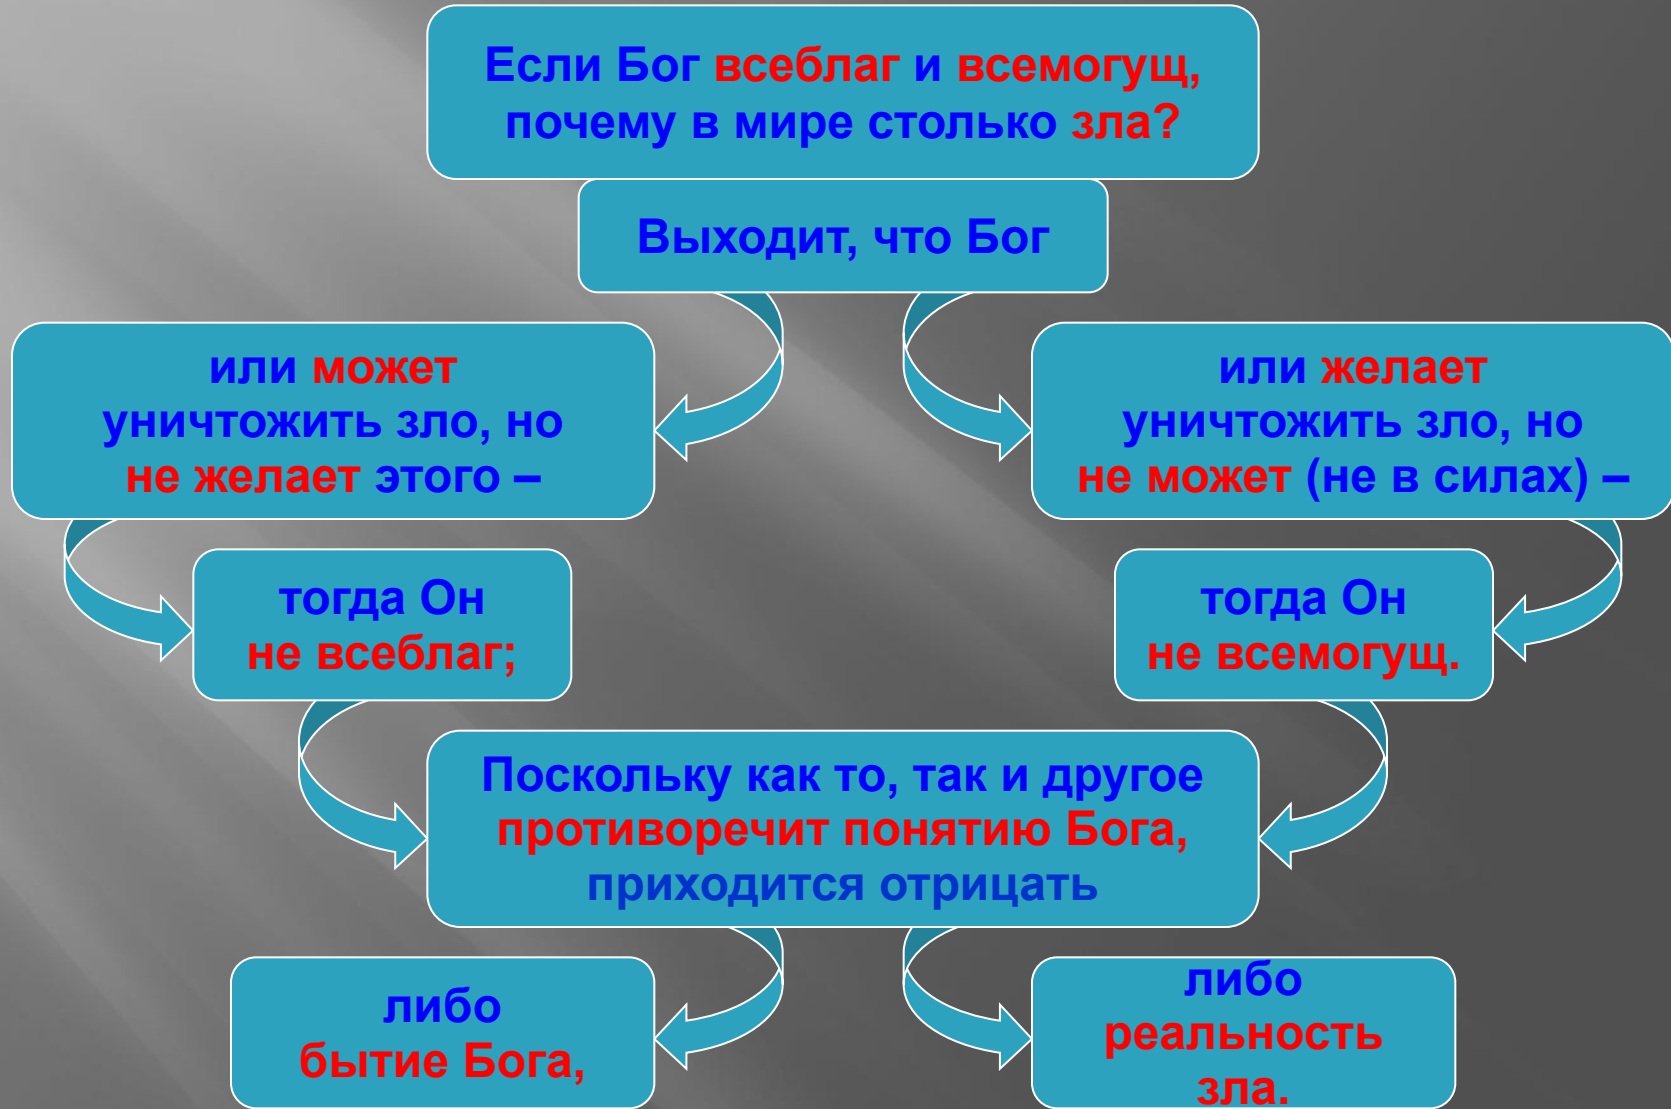 Если Бог всеблаг и всемогущ,
почему в мире столько зла?
Выходит, что Бог
или может
уничтожить зло, но
не желает этого –
или желает
уничтожить зло, но
не может (не в силах) –
тогда Он
не всеблаг;
тогда Он
не всемогущ.
Поскольку как то, так и другое
противоречит понятию Бога,
приходится отрицать
либо
бытие Бога,
либо
реальность
зла.